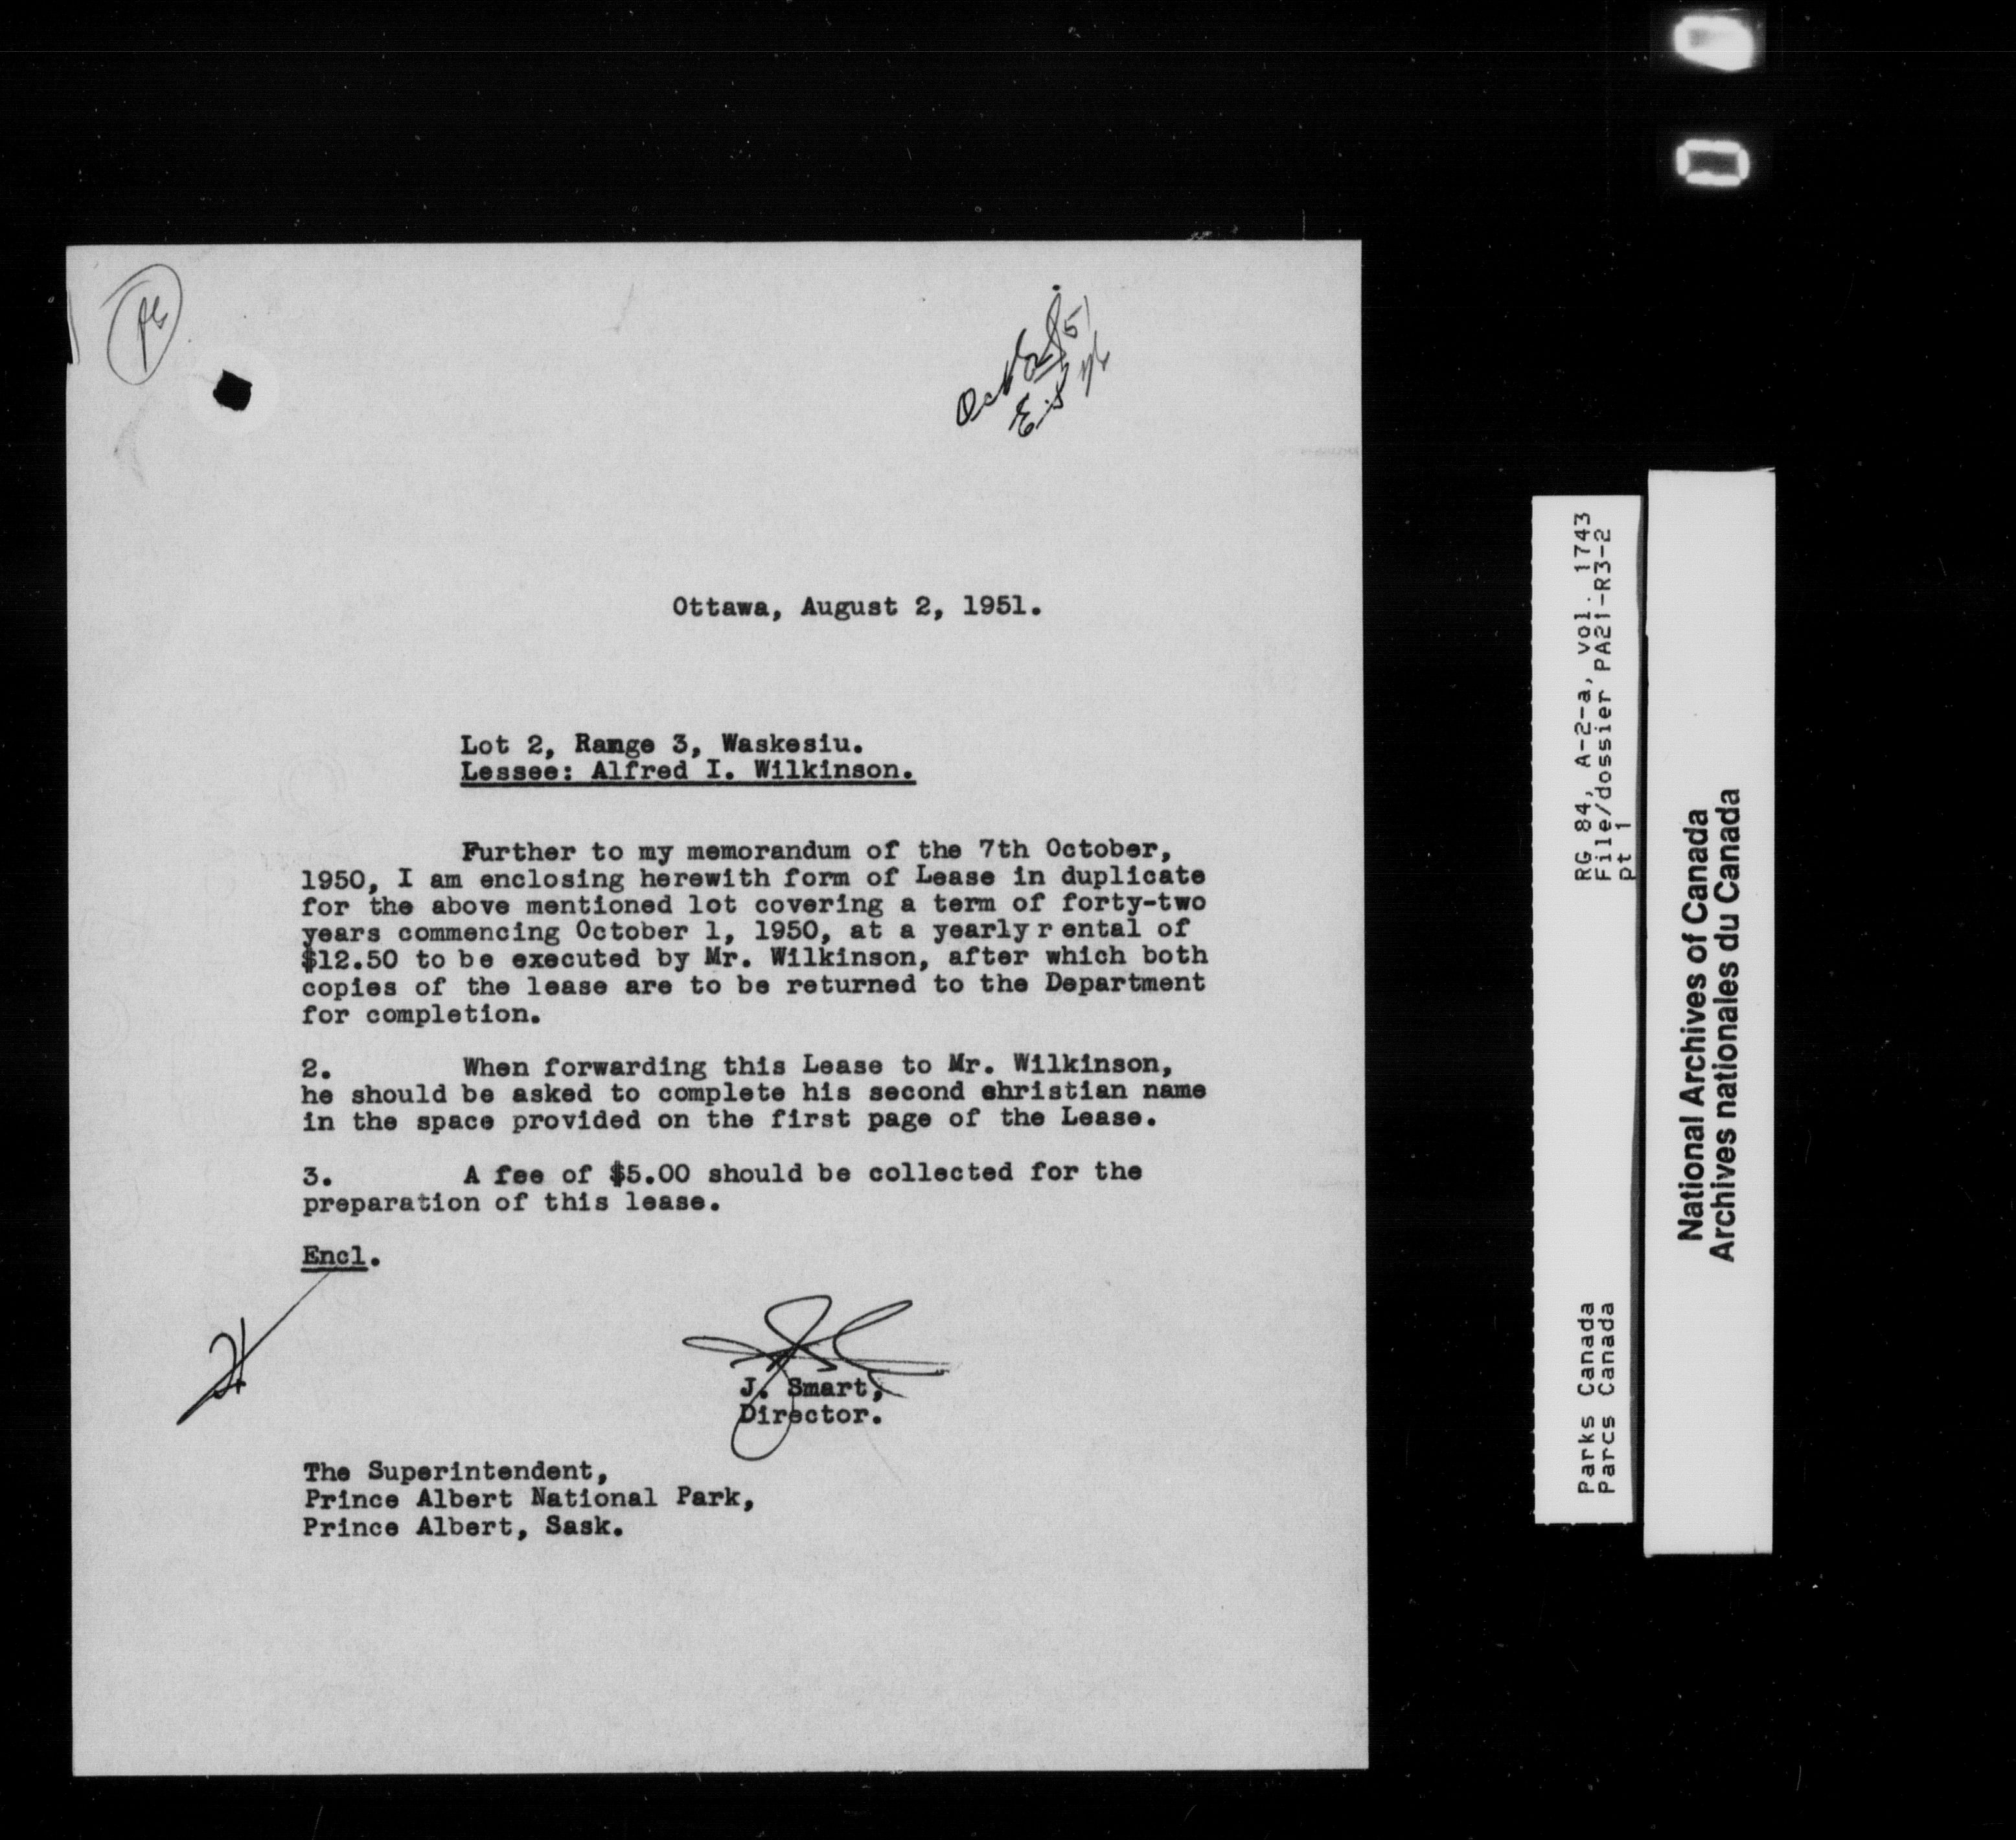 Ottawa, August 2, 1951.
Lot 2, Range 3, Waskesiu.
Lessee: Alfred I. Wilkinson.
Further to my memorandum of the 7th October,
1950, I am enclosing herewith form of Lease in duplicate
for the above mentioned lot covering a term of forty-two
years commencing October 1, 1950, at a yearly r ental of
$12.50 to be executed by Mr. Wilkinson, after which both
copies of the lease are to be returned to the Department
for completion.
2. When forwarding this Lease to Mr. Wilkinson,
he should be asked to complete his second christian name
in the space provided on the first page of the Lease.
3. A fee of $5.00 should be collected for the
preparation of this lease.
Encl.
J. Smart,
Director.
The Superintendent,
Prince Albert National Park,
Prince Albert, Sask.
RG 84, A-2-a, vol. 1743
File/dossier PA21-R3-2
pt 1
Parks Canada
Parcs Canada
National Archives of Canada
Archives nationales du Canada